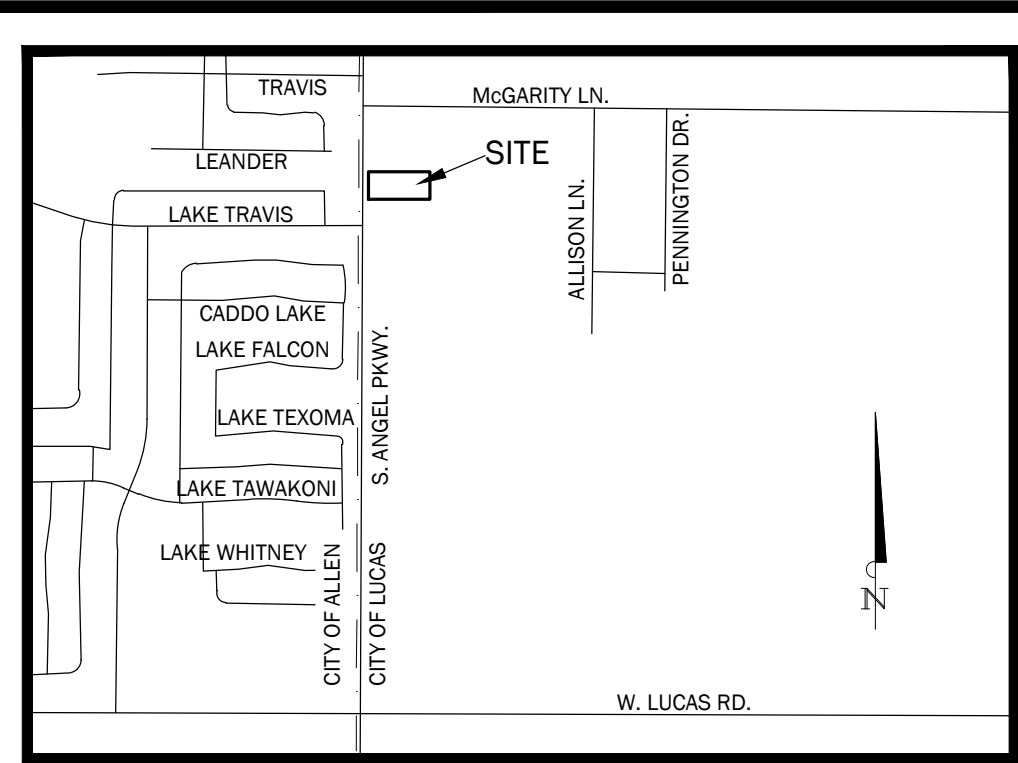 TRAVIS
McGARITY LN.
SITE
LEANDER
LAKE TRAVIS
ALLISON LN.
PENNINGTON DR.
CADDO LAKE
LAKE FALCON
S. ANGEL PKWY.
LAKE TEXOMA
LAKE TAWAKONI
LAKE WHITNEY
CITY OF ALLEN
CITY OF LUCAS
N
W. LUCAS RD.